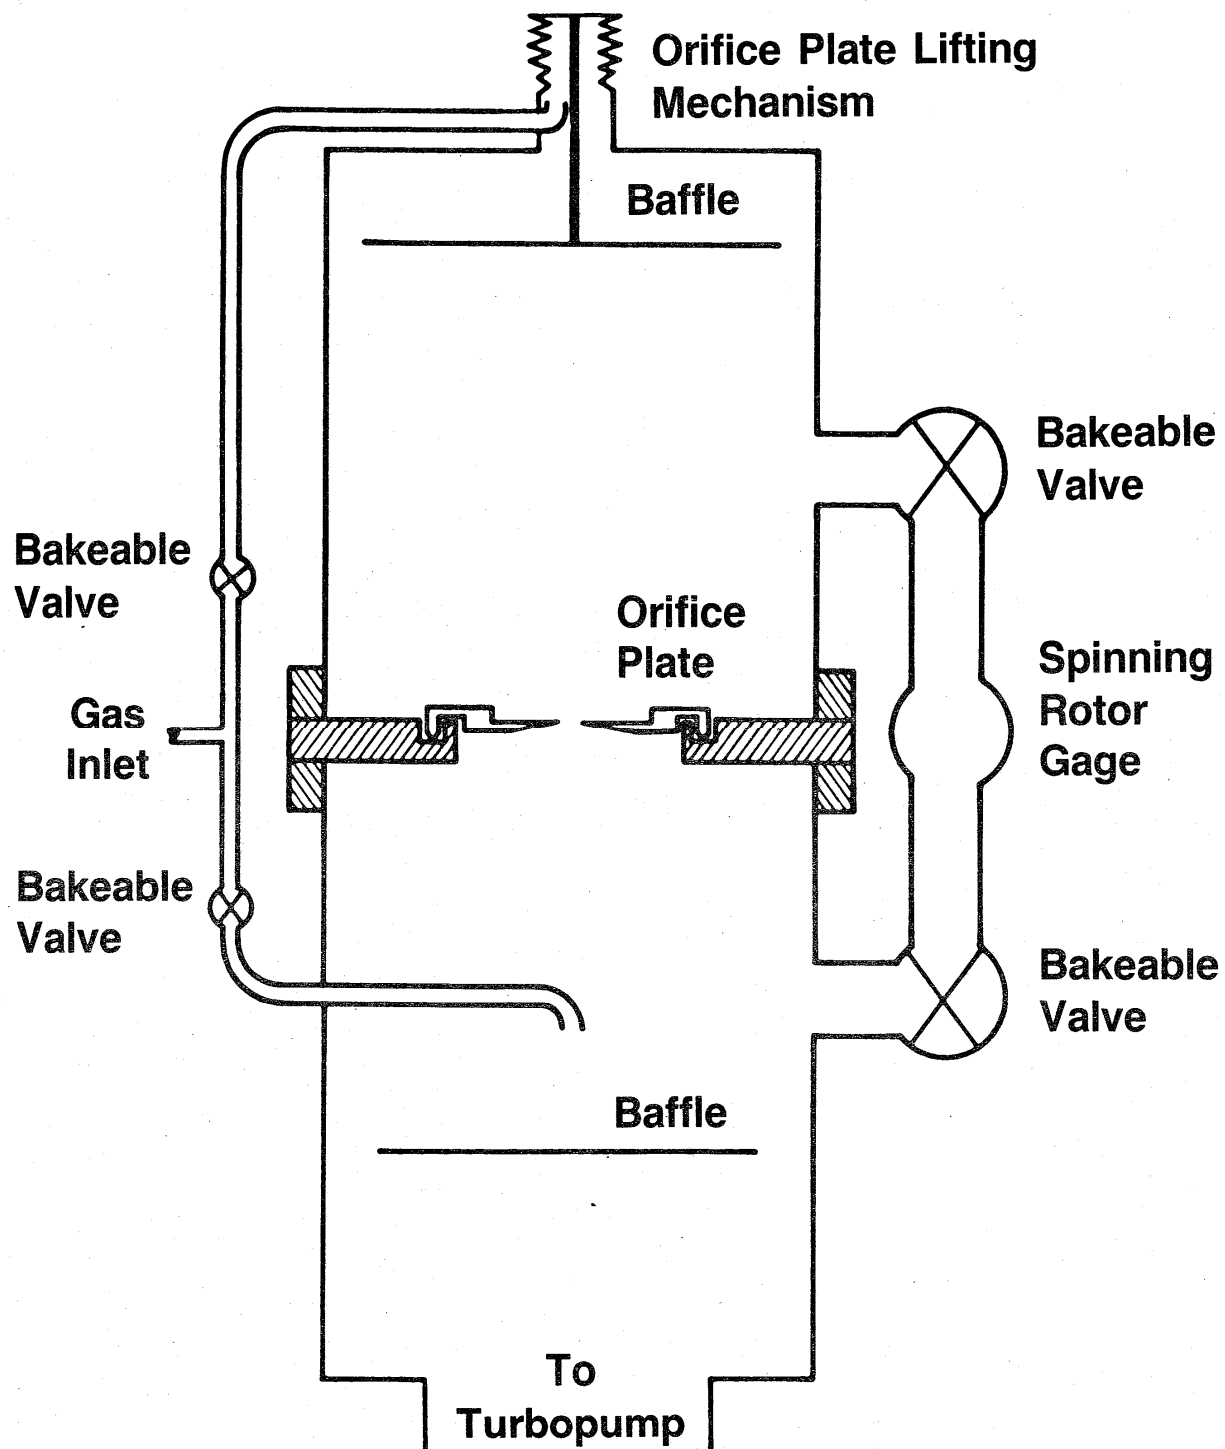 Orifice Plate Lifting
Mechanism
Baffle
Bakeable
Valve
Bakeable
Valve
Orifice
Plate
Spinning
Rotor
Gage
Gas
Inlet
Bakeable
Valve
Bakeable
Valve
Baffle
To
Turbopump